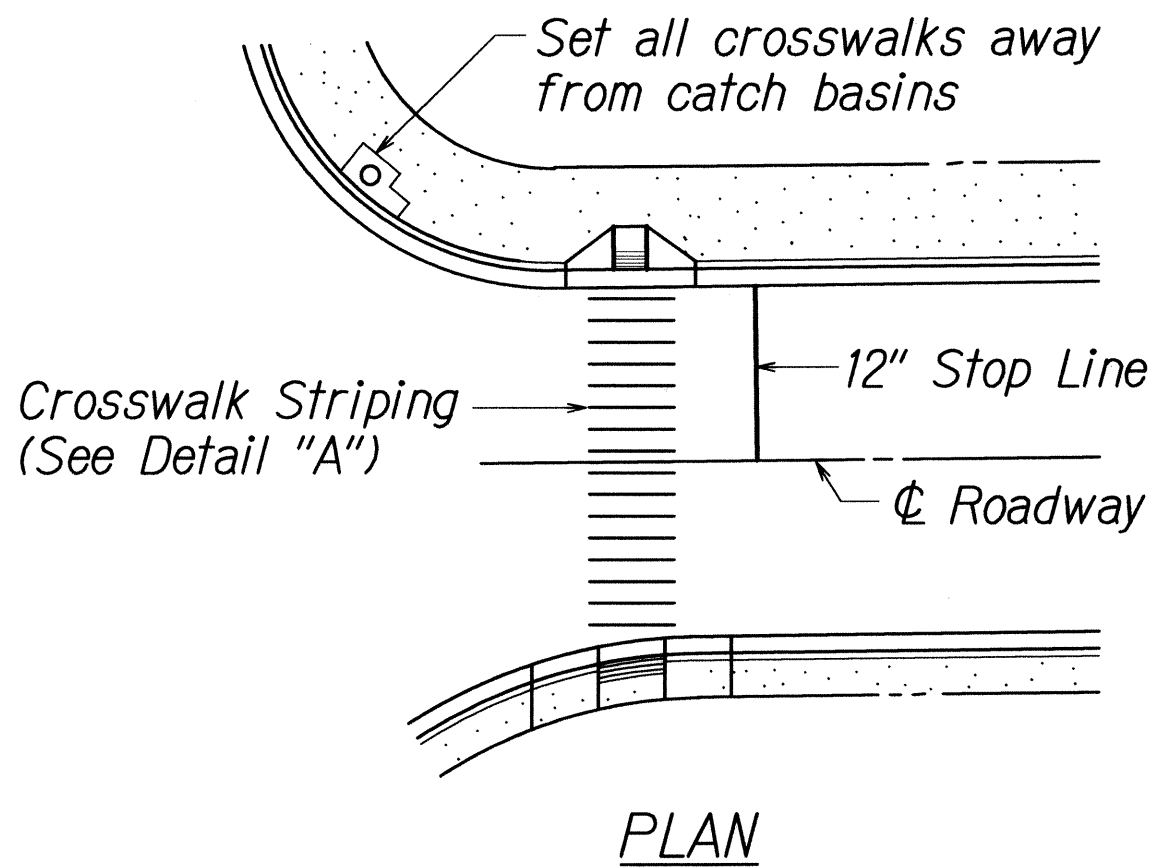 Set all crosswalks away
from catch basins
12" Stop Line
Crosswalk Striping
(See Detail "A")
℄ Roadway
PLAN